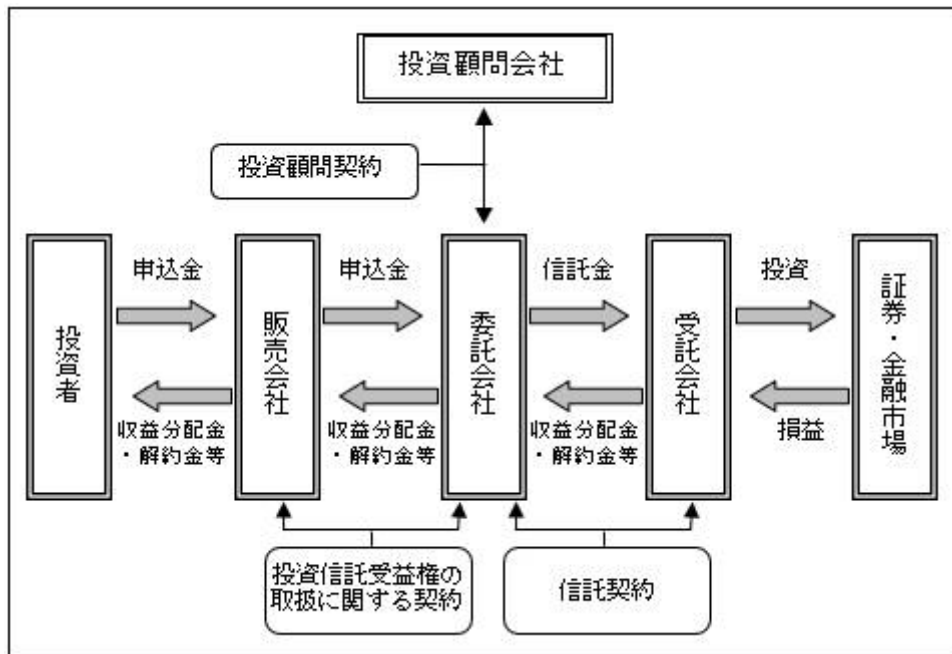 投資顧問会社
投資顧問契約
申込金
申込金
信託金
投資
投資者
販売会社
委託会社
受託会社
証券・金融市場
収益分配金
・解約金等
収益分配金
・解約金等
収益分配金
・解約金等
損益
投資信託受益権の
取扱に関する契約
信託契約